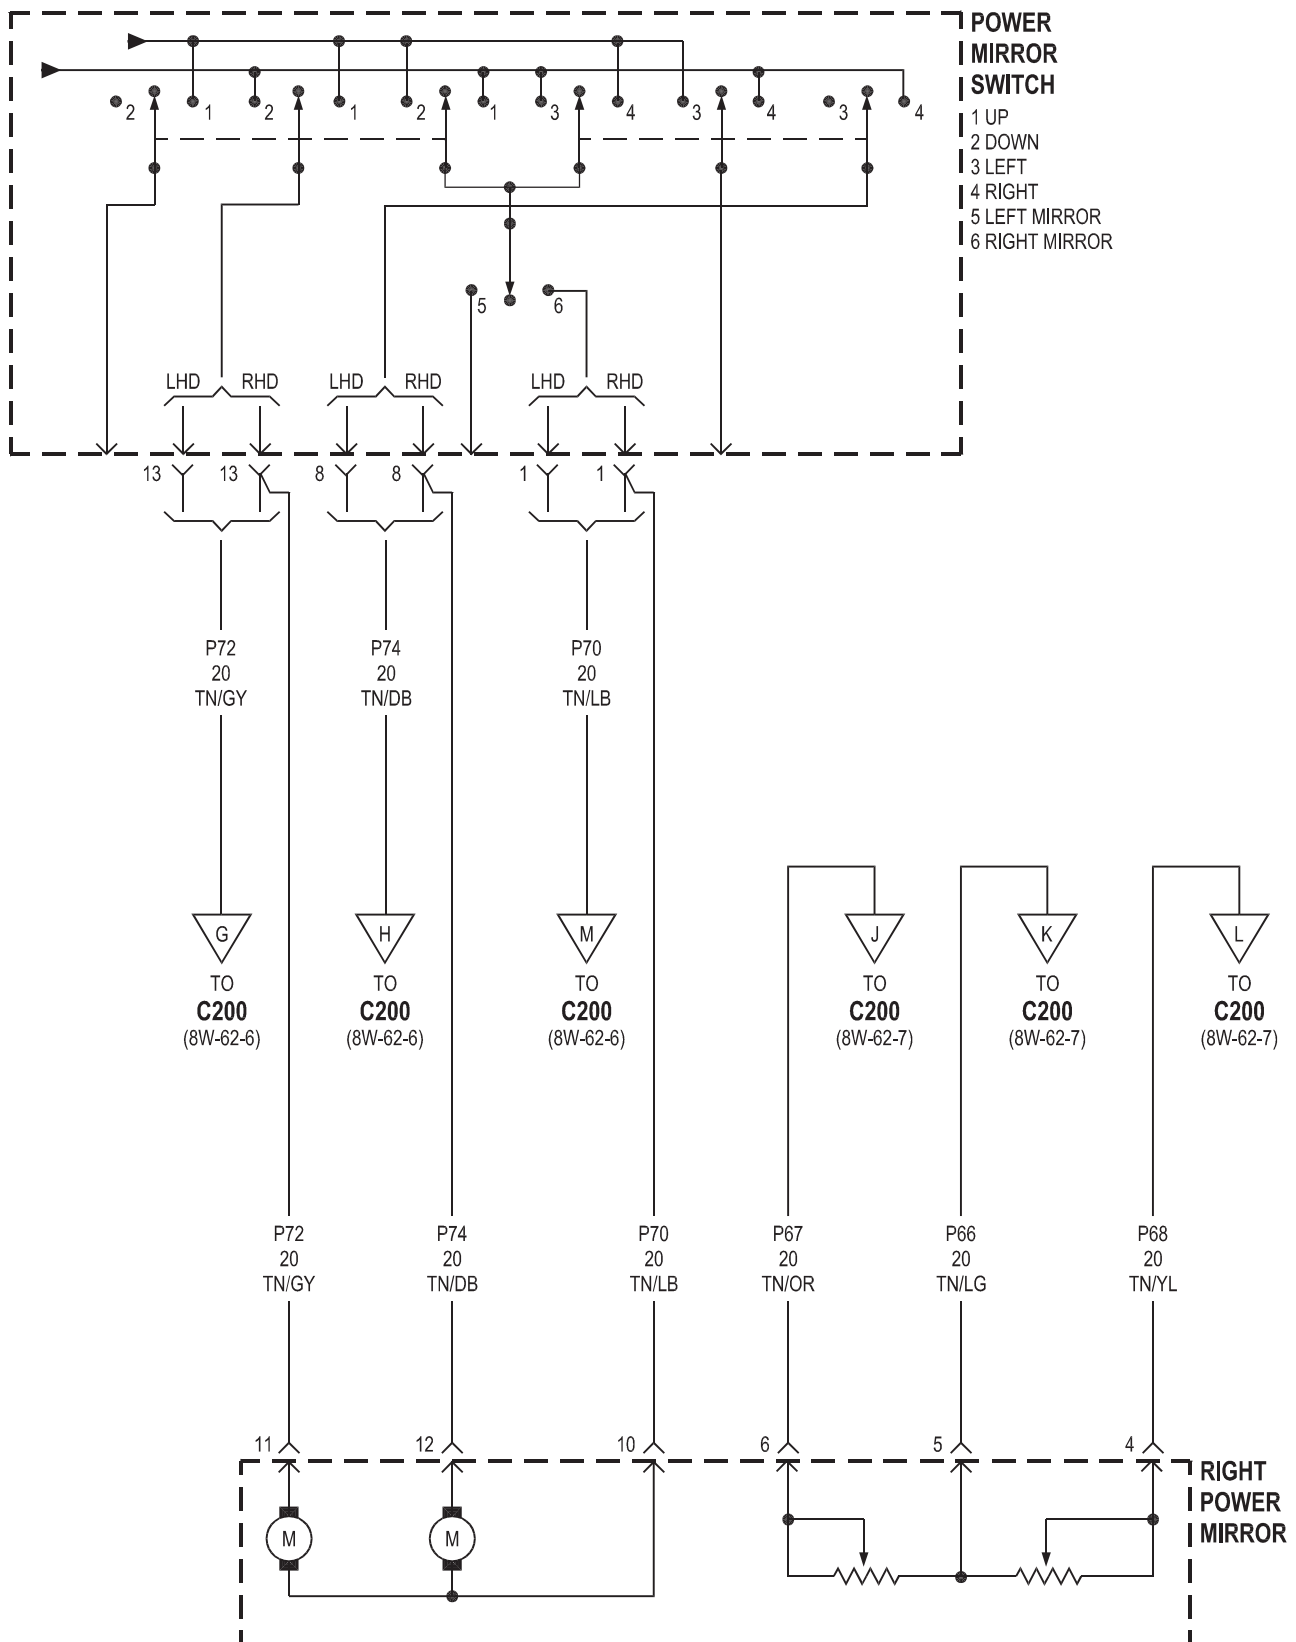 POWER
MIRROR
SWITCH
1 UP
2 DOWN
3 LEFT
4 RIGHT
5 LEFT MIRROR
6 RIGHT MIRROR
2 1 2 1 2 1 3 4 3 4 3 4
5 6
LHD RHD LHD RHD LHD RHD
13 13 8 8 1 1
P72 P74 P70
20 20 20
TN/GY TN/DB TN/LB
G H M J K L
TO TO TO TO TO TO
C200 C200 C200 C200 C200 C200
(8W-62-6) (8W-62-6) (8W-62-6) (8W-62-7) (8W-62-7) (8W-62-7)
P72 P74 P70 P67 P66 P68
20 20 20 20 20 20
TN/GY TN/DB TN/LB TN/OR TN/LG TN/YL
11 12 10 6 5 4
RIGHT
POWER
MIRROR
M M